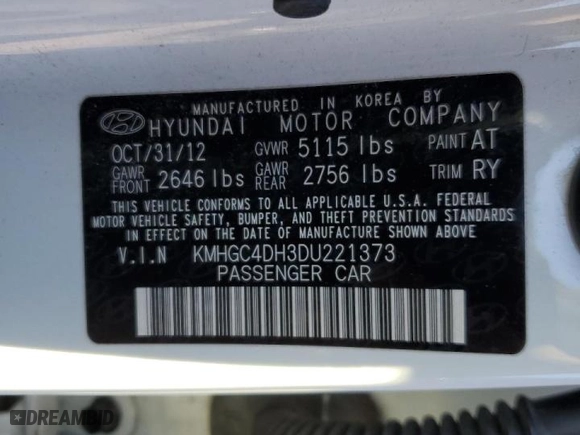 MANUFACTURED IN KOREA BY
HYUNDAI MOTOR COMPANY
OCT/31/12 GVWR 5115 lbs PAINT AT
GAWR FRONT 2646 lbs GAWR REAR 2756 lbs TRIM RY
THIS VEHICLE CONFORMS TO ALL APPLICABLE U.S.A. FEDERAL
MOTOR VEHICLE SAFETY, BUMPER, AND THEFT PREVENTION STANDARDS
IN EFFECT ON THE DATE OF MANUFACTURE SHOWN ABOVE.
V.I.N KMHGC4DH3DU221373
PASSENGER CAR
DREAMBID